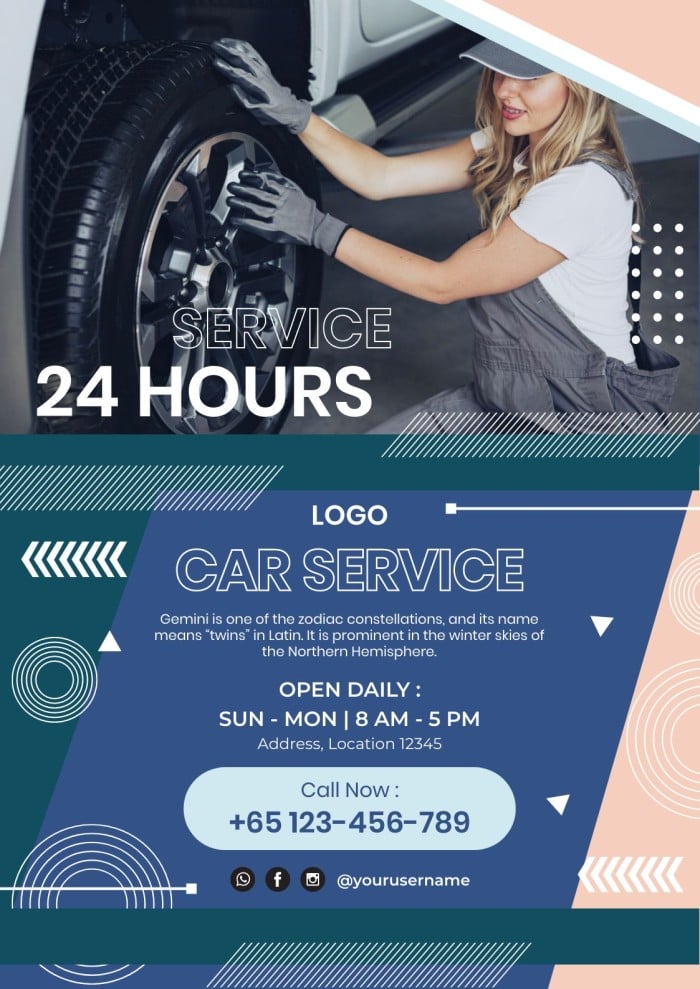 SERVICE
24 HOURS
LOGO
CAR SERVICE
Gemini is one of the zodiac constellations, and its name
means “twins” in Latin. It is prominent in the winter skies of
the Northern Hemisphere.
OPEN DAILY :
SUN - MON | 8 AM - 5 PM
Address, Location 12345
Call Now :
+65 123-456-789
@yourusername